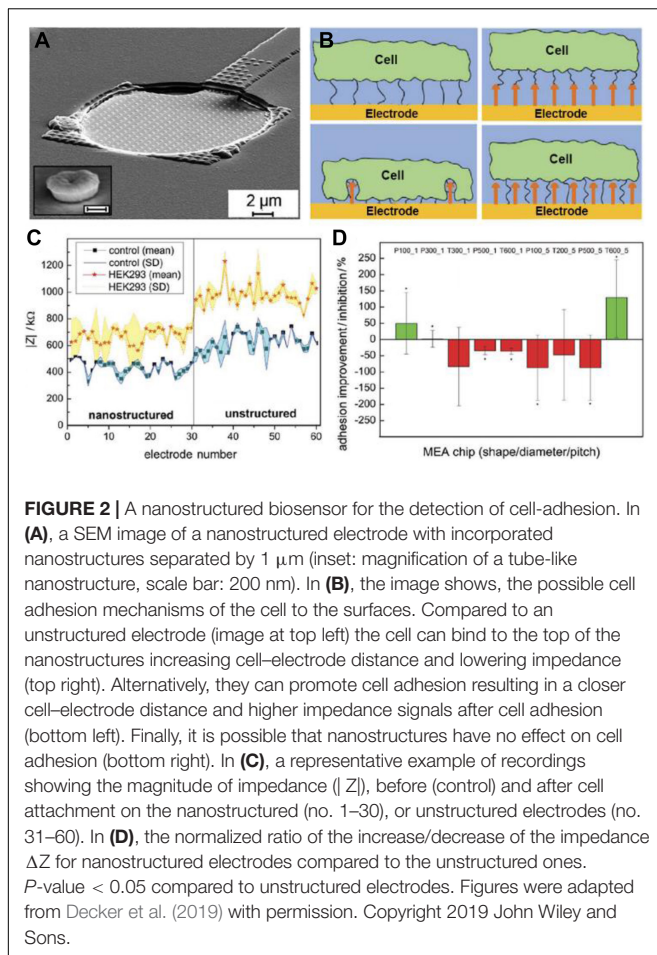 A
2 µm
B
Cell
Electrode
Cell
Electrode
Cell
Electrode
Cell
Electrode
C
control (mean)
control (SD)
HEK293 (mean)
HEK293 (SD)
|Z| / kΩ
1200
1000
800
600
400
200
0
nanostructured
unstructured
0 10 20 30 40 50 60
electrode number
D
P100_1 P300_1 T300_1 P500_1 T600_1 P100_5 T200_5 P500_5 T600_5
adhesion improvement/inhibition/%
250
200
150
100
50
0
-50
-100
-150
-200
-250
* * * * * * *
MEA chip (shape/diameter/pitch)
FIGURE 2 | A nanostructured biosensor for the detection of cell-adhesion. In
(A), a SEM image of a nanostructured electrode with incorporated
nanostructures separated by 1 µm (inset: magnification of a tube-like
nanostructure, scale bar: 200 nm). In (B), the image shows, the possible cell
adhesion mechanisms of the cell to the surfaces. Compared to an
unstructured electrode (image at top left) the cell can bind to the top of the
nanostructures increasing cell–electrode distance and lowering impedance
(top right). Alternatively, they can promote cell adhesion resulting in a closer
cell–electrode distance and higher impedance signals after cell adhesion
(bottom left). Finally, it is possible that nanostructures have no effect on cell
adhesion (bottom right). In (C), a representative example of recordings
showing the magnitude of impedance (| Z|), before (control) and after cell
attachment on the nanostructured (no. 1–30), or unstructured electrodes (no.
31–60). In (D), the normalized ratio of the increase/decrease of the impedance
ΔZ for nanostructured electrodes compared to the unstructured ones.
P-value < 0.05 compared to unstructured electrodes. Figures were adapted
from Decker et al. (2019) with permission. Copyright 2019 John Wiley and
Sons.